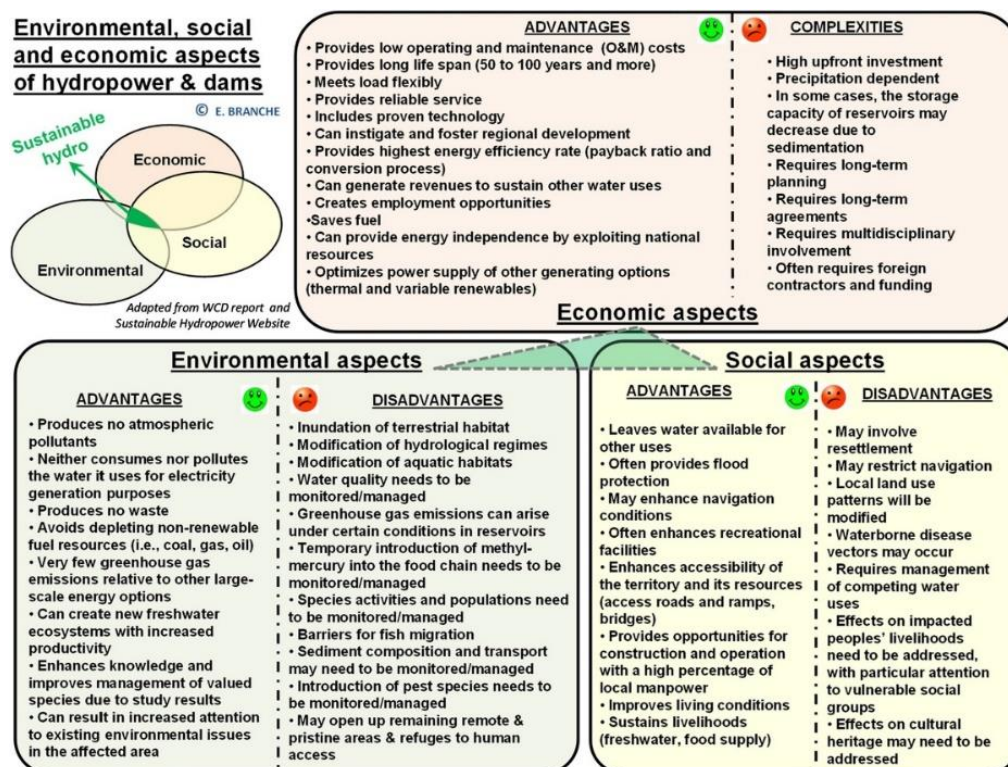 Environmental, social
and economic aspects
of hydropower & dams
© E. BRANCHE
Sustainable
hydro
Economic
Social
Environmental
Adapted from WCD report and
Sustainable Hydropower Website
ADVANTAGES
• Provides low operating and maintenance (O&M) costs
• Provides long life span (50 to 100 years and more)
• Meets load flexibly
• Provides reliable service
• Includes proven technology
• Can instigate and foster regional development
• Provides highest energy efficiency rate (payback ratio and
conversion process)
• Can generate revenues to sustain other water uses
• Creates employment opportunities
•Saves fuel
• Can provide energy independence by exploiting national
resources
• Optimizes power supply of other generating options
(thermal and variable renewables)
COMPLEXITIES
• High upfront investment
• Precipitation dependent
• In some cases, the storage
capacity of reservoirs may
decrease due to
sedimentation
• Requires long-term
planning
• Requires long-term
agreements
• Requires multidisciplinary
involvement
• Often requires foreign
contractors and funding
Economic aspects
Environmental aspects
ADVANTAGES
• Produces no atmospheric
pollutants
• Neither consumes nor pollutes
the water it uses for electricity
generation purposes
• Produces no waste
• Avoids depleting non-renewable
fuel resources (i.e., coal, gas, oil)
• Very few greenhouse gas
emissions relative to other large-
scale energy options
• Can create new freshwater
ecosystems with increased
productivity
• Enhances knowledge and
improves management of valued
species due to study results
• Can result in increased attention
to existing environmental issues
in the affected area
DISADVANTAGES
• Inundation of terrestrial habitat
• Modification of hydrological regimes
• Modification of aquatic habitats
• Water quality needs to be
monitored/managed
• Greenhouse gas emissions can arise
under certain conditions in reservoirs
• Temporary introduction of methyl-
mercury into the food chain needs to be
monitored/managed
• Species activities and populations need
to be monitored/managed
• Barriers for fish migration
• Sediment composition and transport
may need to be monitored/managed
• Introduction of pest species needs to
be monitored/managed
• May open up remaining remote &
pristine areas & refuges to human
access
Social aspects
ADVANTAGES
• Leaves water available for
other uses
• Often provides flood
protection
• May enhance navigation
conditions
• Often enhances recreational
facilities
• Enhances accessibility of
the territory and its resources
(access roads and ramps,
bridges)
• Provides opportunities for
construction and operation
with a high percentage of
local manpower
• Improves living conditions
• Sustains livelihoods
(freshwater, food supply)
DISADVANTAGES
• May involve
resettlement
• May restrict navigation
• Local land use
patterns will be
modified
• Waterborne disease
vectors may occur
• Requires management
of competing water
uses
• Effects on impacted
peoples' livelihoods
need to be addressed,
with particular attention
to vulnerable social
groups
• Effects on cultural
heritage may need to be
addressed